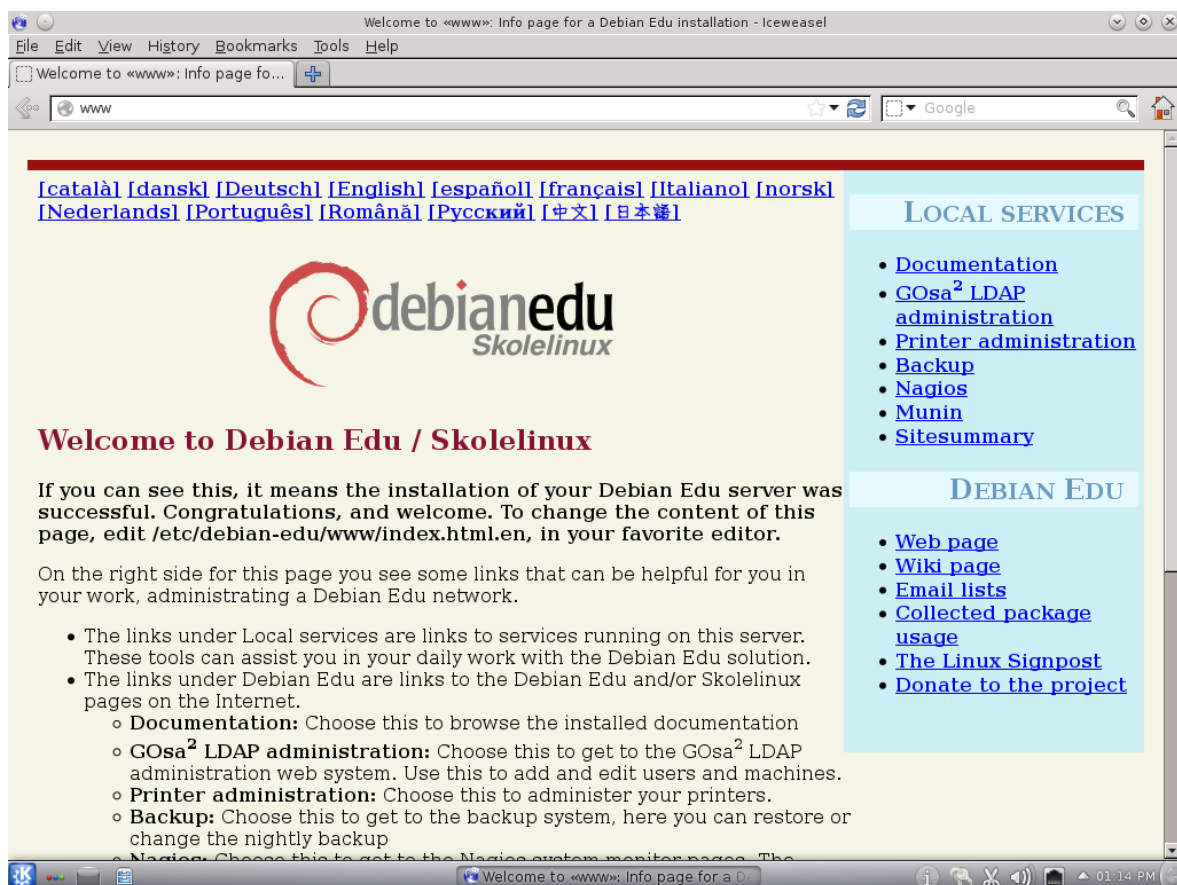 Welcome to «www»: Info page for a Debian Edu installation - Iceweasel
File Edit View History Bookmarks Tools Help
Welcome to «www»: Info page fo...
www
Google
[català] [dansk] [Deutsch] [English] [español] [français] [Italiano] [norsk]
[Nederlands] [Português] [Română] [Русский] [中文] [日本語]
debianedu
Skolelinux
Welcome to Debian Edu / Skolelinux
If you can see this, it means the installation of your Debian Edu server was
successful. Congratulations, and welcome. To change the content of this
page, edit /etc/debian-edu/www/index.html.en, in your favorite editor.
On the right side for this page you see some links that can be helpful for you in
your work, administrating a Debian Edu network.
• The links under Local services are links to services running on this server.
These tools can assist you in your daily work with the Debian Edu solution.
• The links under Debian Edu are links to the Debian Edu and/or Skolelinux
pages on the Internet.
◦ Documentation: Choose this to browse the installed documentation
◦ GOsa² LDAP administration: Choose this to get to the GOsa² LDAP
administration web system. Use this to add and edit users and machines.
◦ Printer administration: Choose this to administer your printers.
◦ Backup: Choose this to get to the backup system, here you can restore or
change the nightly backup
◦ Nagios: Choose this to get to the Nagios system monitor pages. The
LOCAL SERVICES
• Documentation
• GOsa² LDAP
administration
• Printer administration
• Backup
• Nagios
• Munin
• Sitesummary
DEBIAN EDU
• Web page
• Wiki page
• Email lists
• Collected package
usage
• The Linux Signpost
• Donate to the project
Welcome to «www»: Info page for a D
01:14 PM